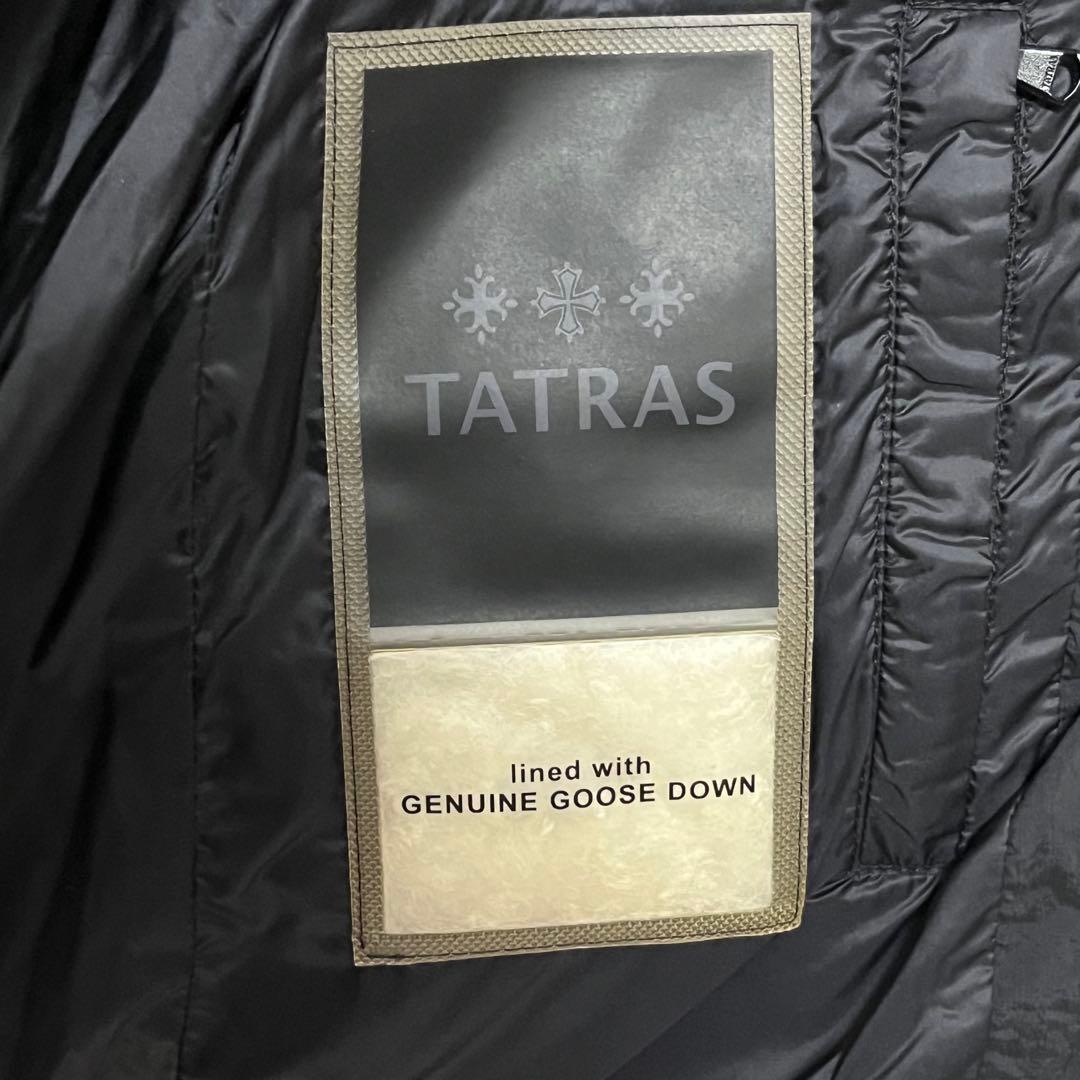 TATRAS
lined with
GENUINE GOOSE DOWN